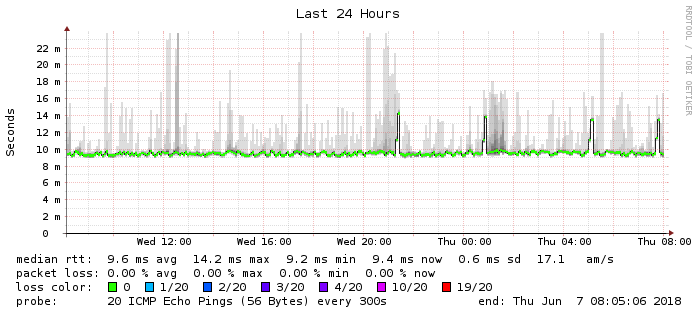 Last 24 Hours
RRDTOOL / TOBI OETIKER
Seconds
22 m
20 m
18 m
16 m
14 m
12 m
10 m
8 m
6 m
4 m
2 m
0
Wed 12:00 Wed 16:00 Wed 20:00 Thu 00:00 Thu 04:00 Thu 08:00
median rtt: 9.6 ms avg 14.2 ms max 9.2 ms min 9.4 ms now 0.6 ms sd 17.1 am/s
packet loss: 0.00 % avg 0.00 % max 0.00 % min 0.00 % now
loss color: 0 1/20 2/20 3/20 4/20 10/20 19/20
probe: 20 ICMP Echo Pings (56 Bytes) every 300s end: Thu Jun 7 08:05:06 2018